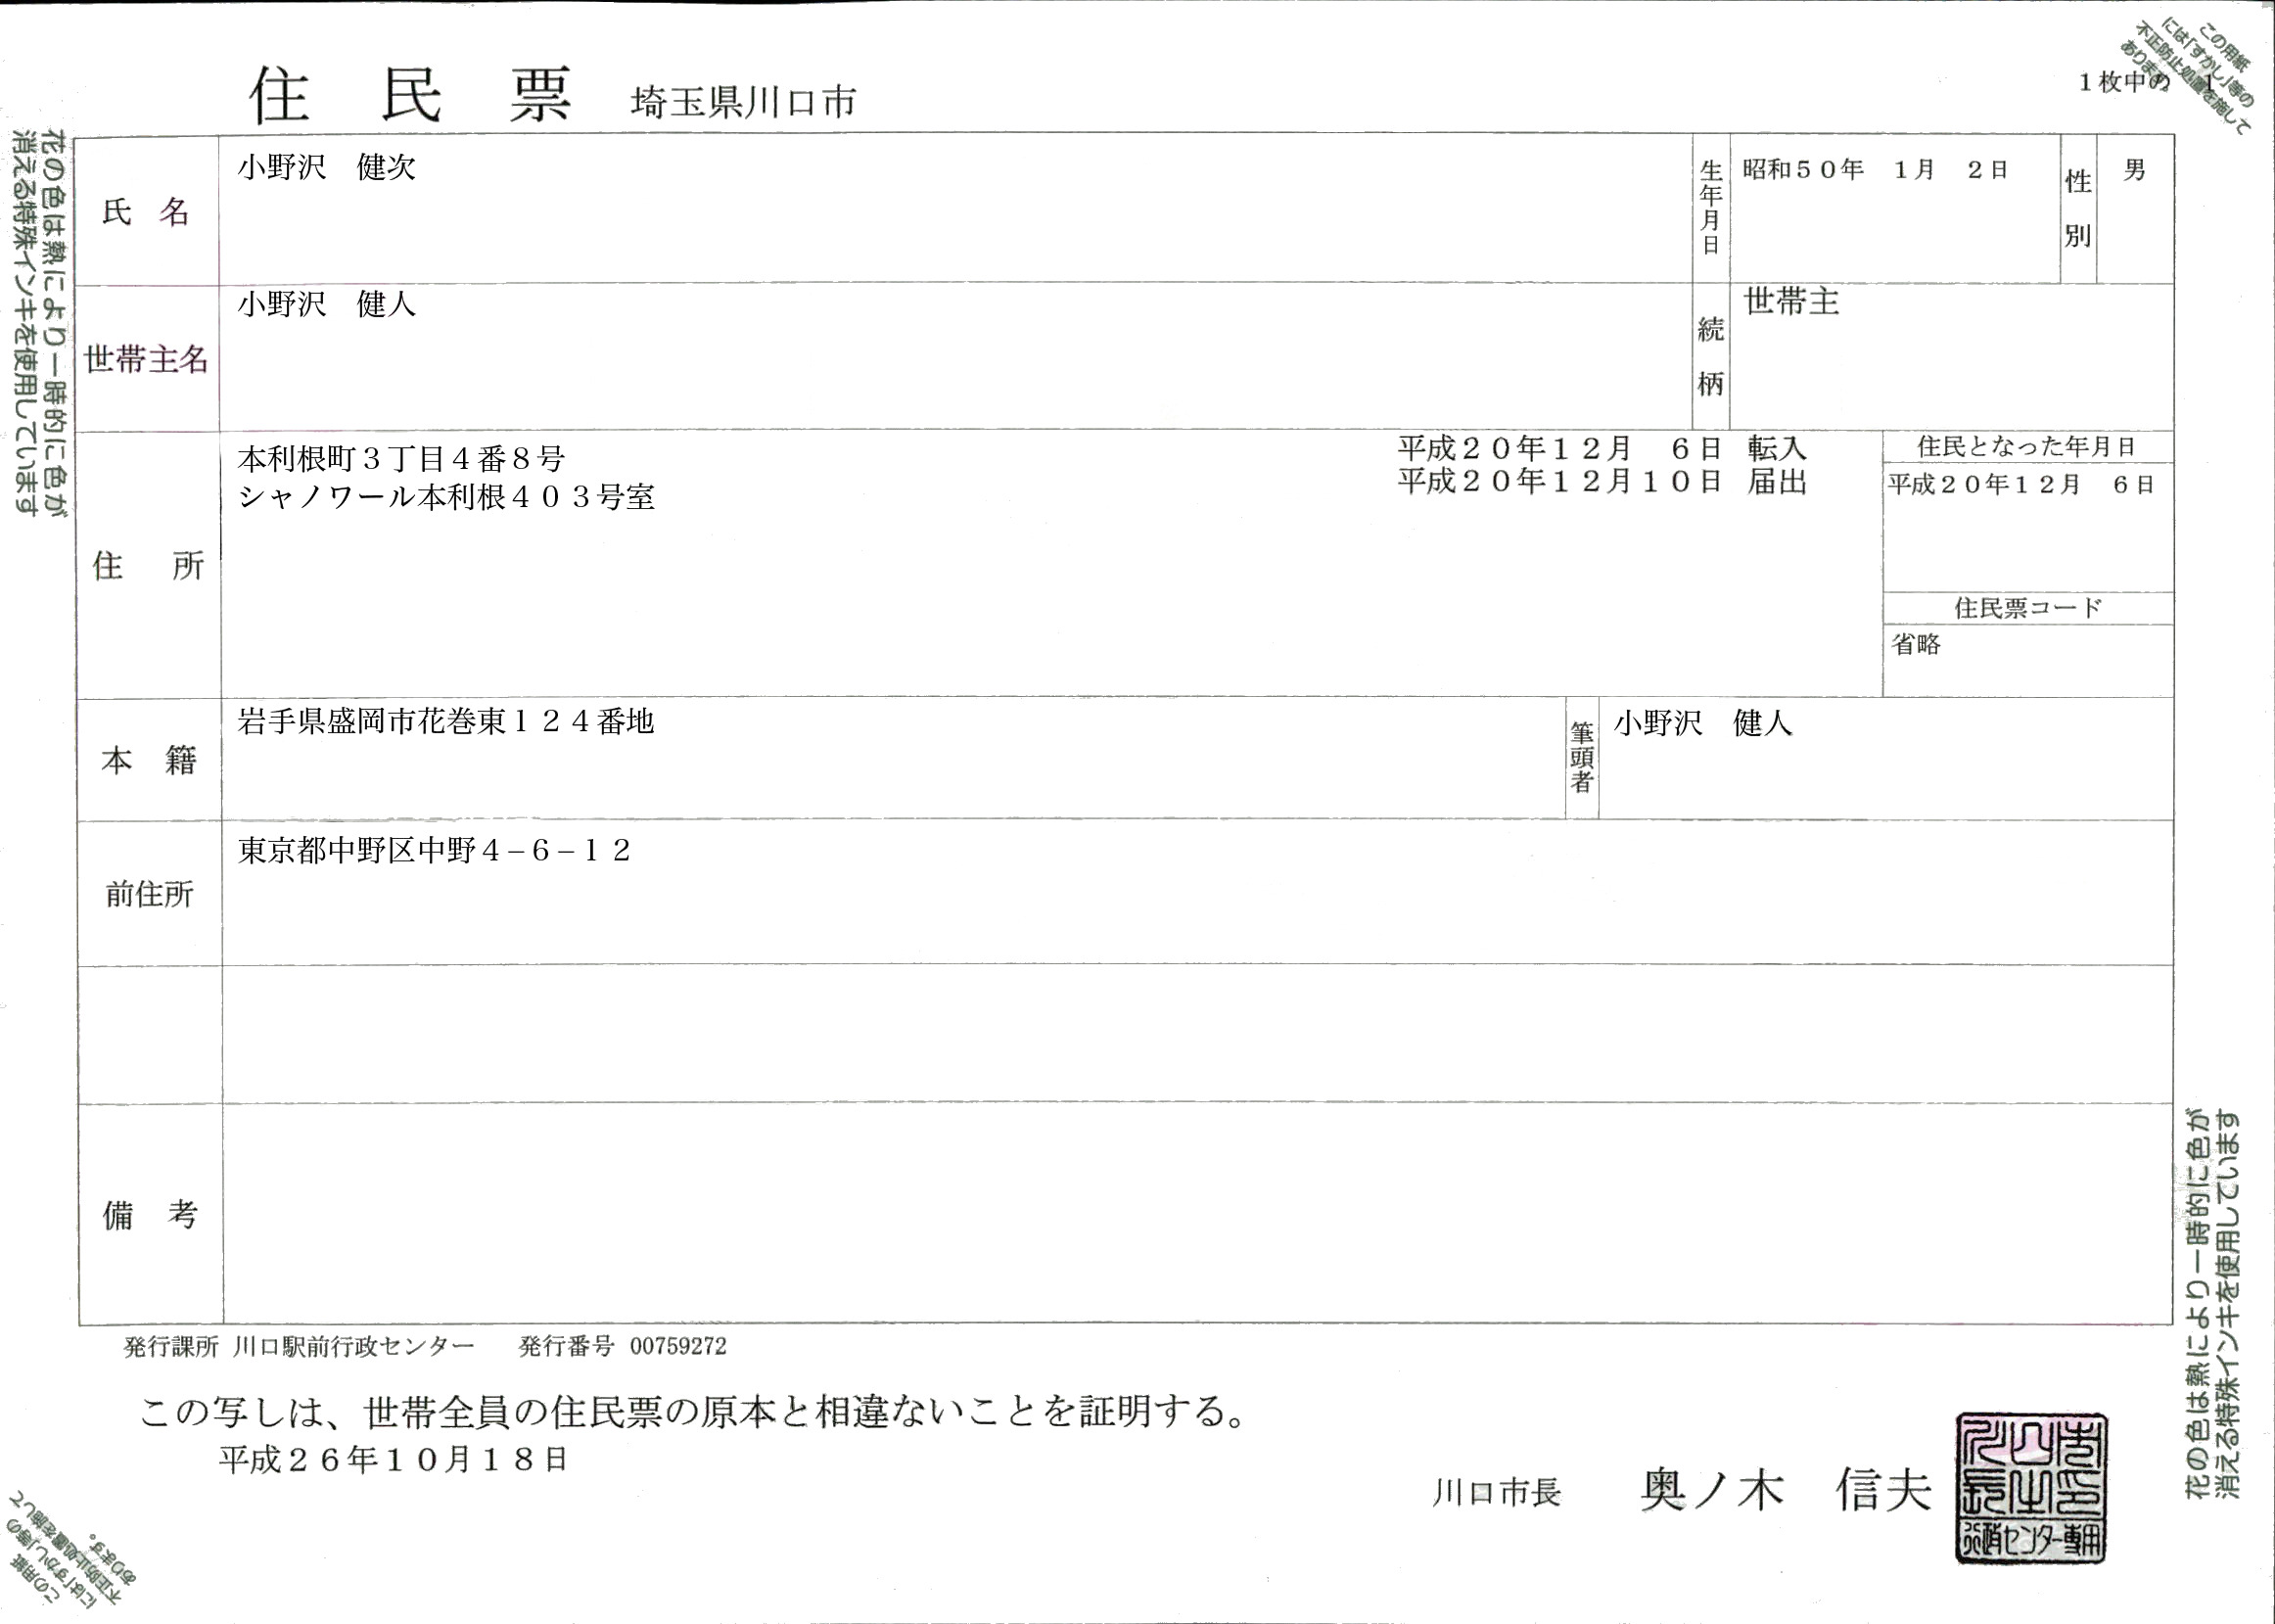 住民票 埼玉県川口市
1枚中の 1
この用紙
には「すかし」等の
不正防止処置を施して
あります。
花の色は熱により一時的に色が
消える特殊インキを使用しています
氏名
小野沢 健次
生年月日
昭和50年 1月 2日
性別
男
世帯主名
小野沢 健人
続柄
世帯主
住所
本利根町3丁目4番8号
シャノワール本利根403号室
平成20年12月 6日 転入
平成20年12月10日 届出
住民となった年月日
平成20年12月 6日
住民票コード
省略
本籍
岩手県盛岡市花巻東124番地
筆頭者
小野沢 健人
前住所
東京都中野区中野4−6−12
備考
発行課所 川口駅前行政センター 発行番号 00759272
この写しは、世帯全員の住民票の原本と相違ないことを証明する。
平成26年10月18日
川口市長 奥ノ木 信夫
川口市長之印
行政センター専用
花の色は熱により一時的に色が
消える特殊インキを使用しています
この用紙
には「すかし」等の
不正防止処置を施して
あります。